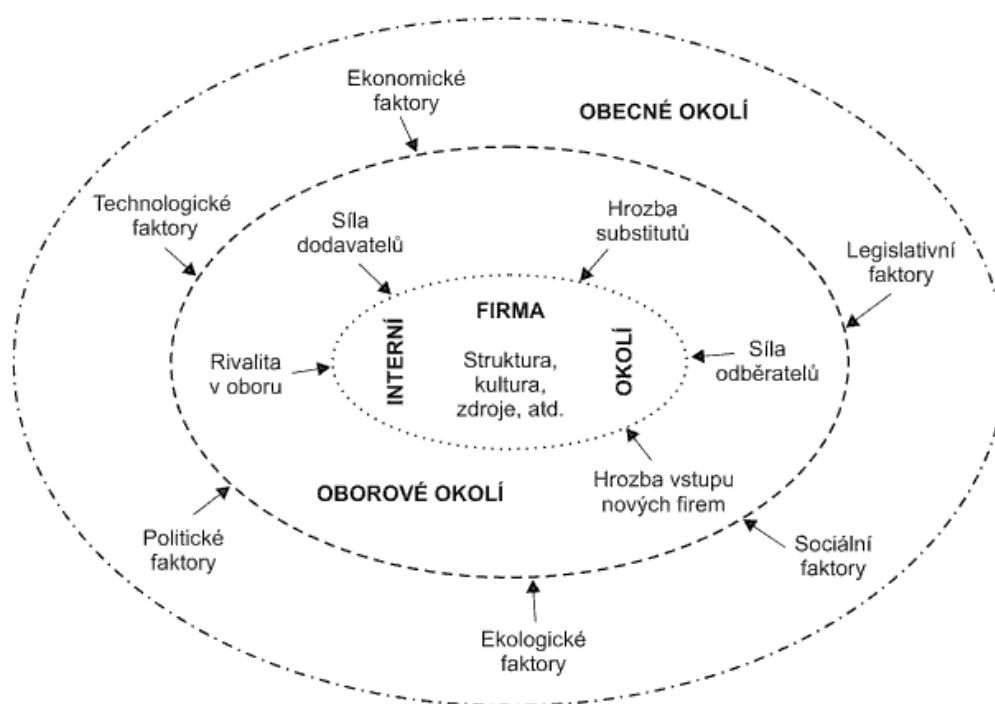 Ekonomické
faktory
OBECNÉ OKOLÍ
Technologické
faktory
Síla
dodavatelů
Hrozba
substitutů
Legislativní
faktory
FIRMA
INTERNÍ
OKOLÍ
Struktura,
kultura,
zdroje, atd.
Rivalita
v oboru
Síla
odběratelů
OBOROVÉ OKOLÍ
Hrozba vstupu
nových firem
Politické
faktory
Sociální
faktory
Ekologické
faktory